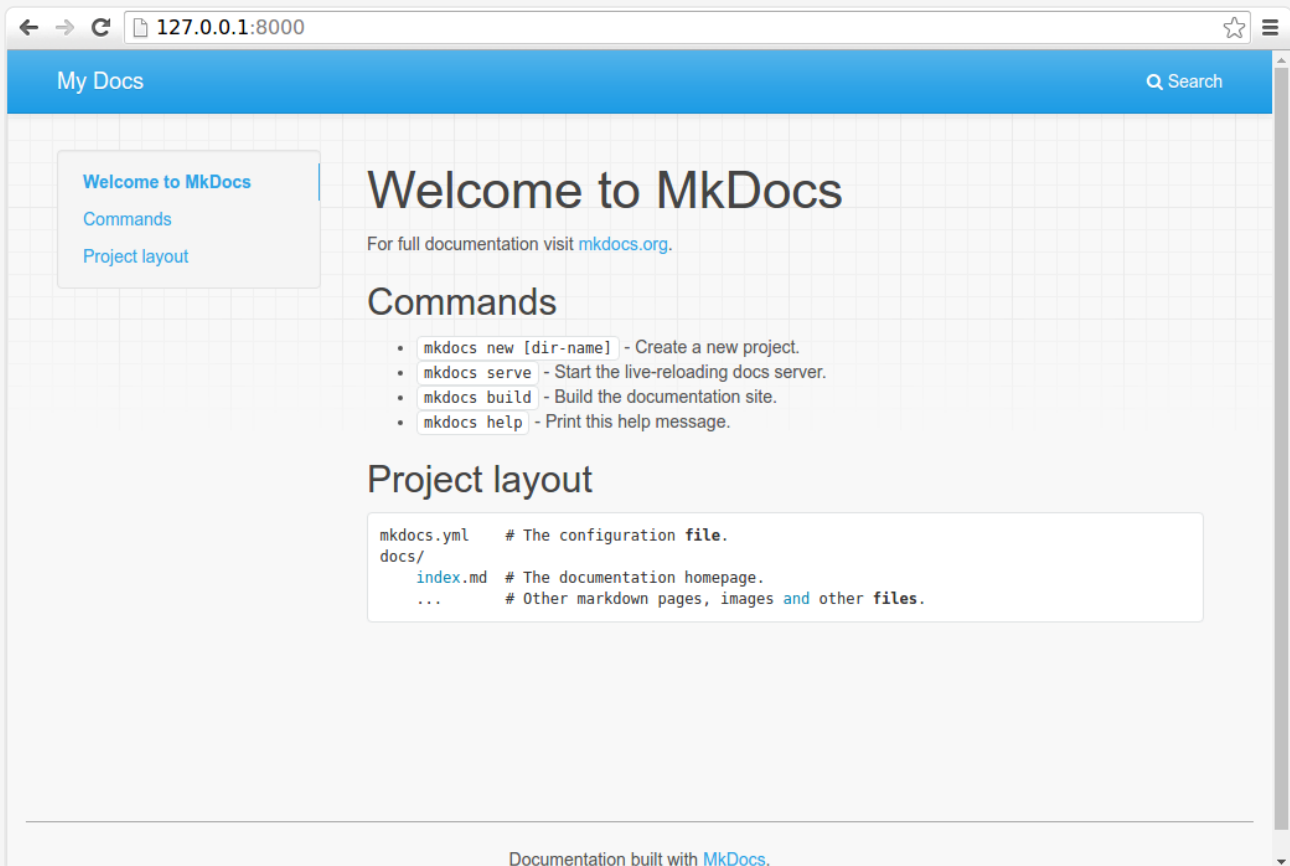 127.0.0.1:8000
My Docs
Search
Welcome to MkDocs
Commands
Project layout
Welcome to MkDocs
For full documentation visit mkdocs.org.
Commands
• mkdocs new [dir-name] - Create a new project.
• mkdocs serve - Start the live-reloading docs server.
• mkdocs build - Build the documentation site.
• mkdocs help - Print this help message.
Project layout
mkdocs.yml    # The configuration file.
docs/
    index.md  # The documentation homepage.
    ...       # Other markdown pages, images and other files.
Documentation built with MkDocs.